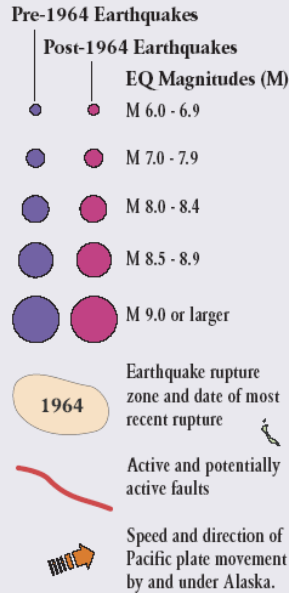 Pre-1964 Earthquakes
Post-1964 Earthquakes
EQ Magnitudes (M)
M 6.0 - 6.9
M 7.0 - 7.9
M 8.0 - 8.4
M 8.5 - 8.9
M 9.0 or larger
1964
Earthquake rupture
zone and date of most
recent rupture
Active and potentially
active faults
Speed and direction of
Pacific plate movement
by and under Alaska.